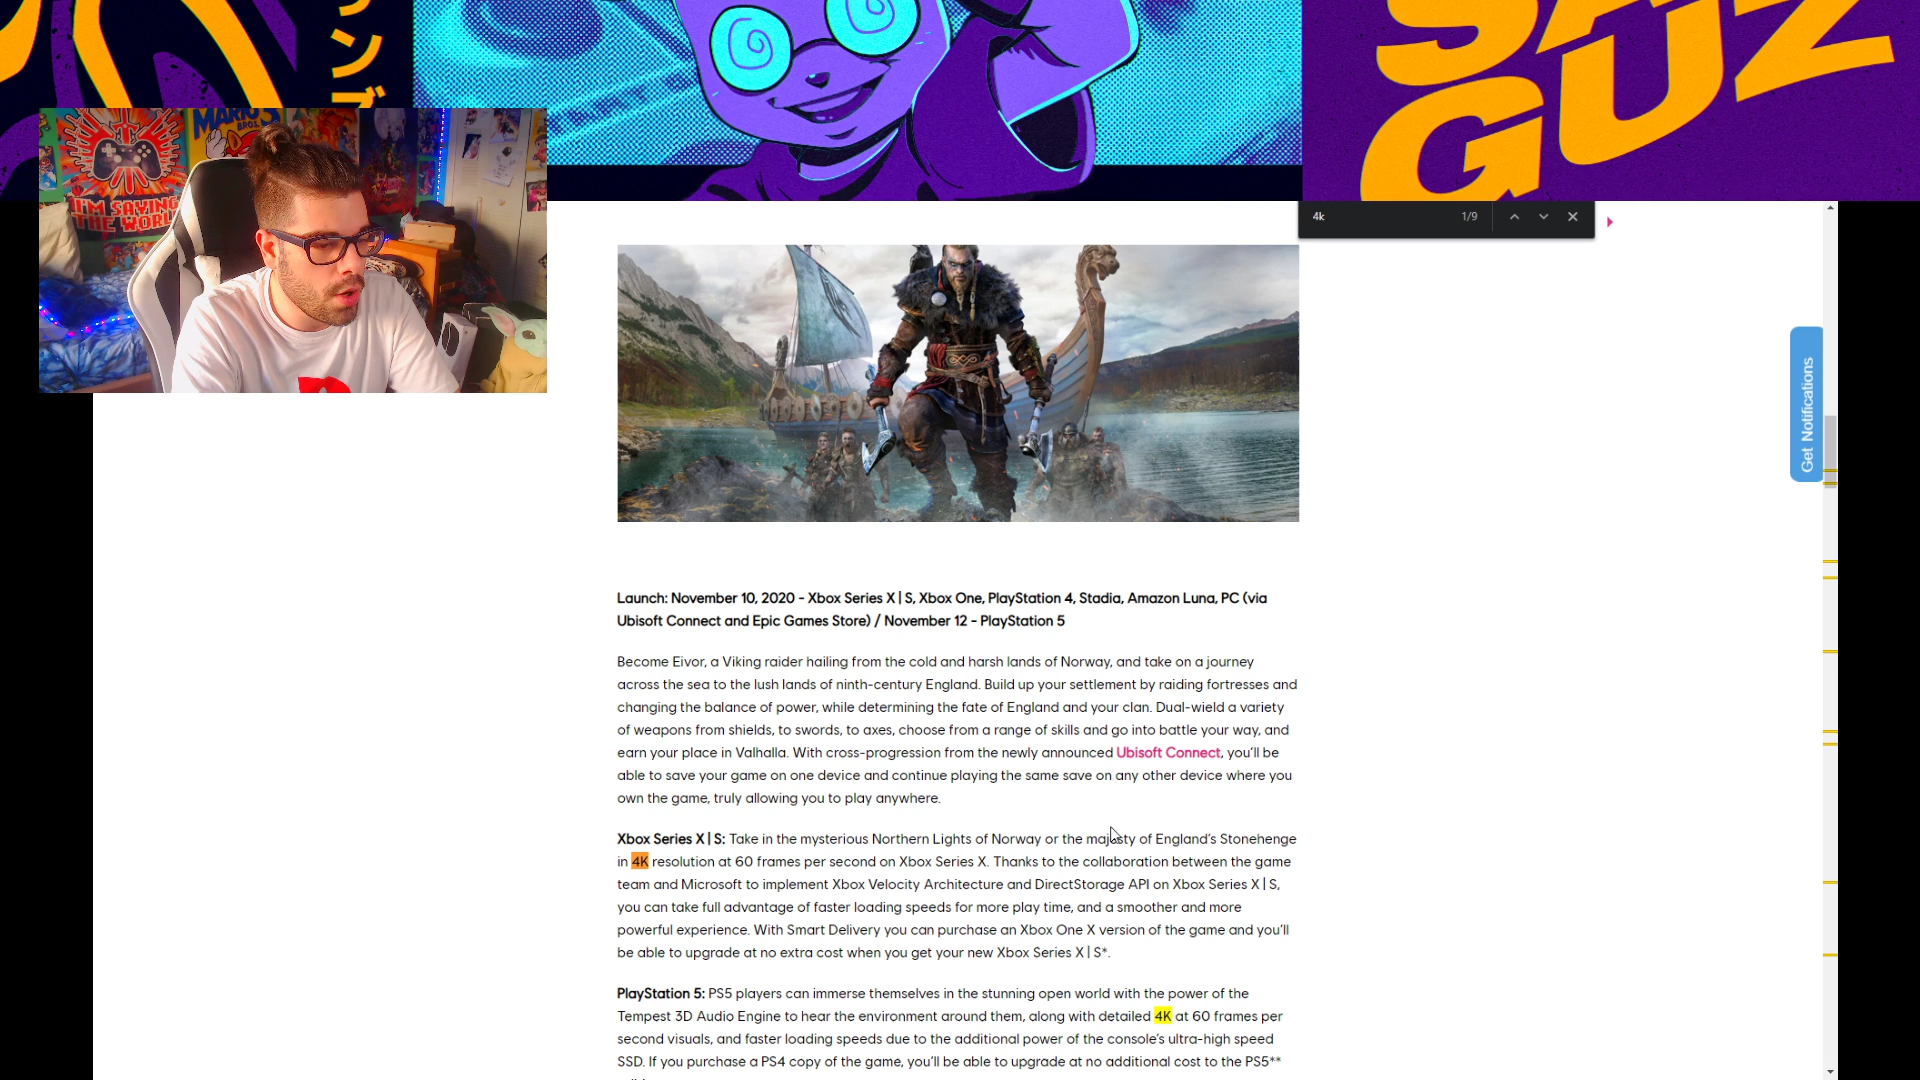 ング
SA
GUZ
MARIO
BROS.
I'M SAYING
THE WORD
4k
1/9
Get Notifications
Launch: November 10, 2020 - Xbox Series X | S, Xbox One, PlayStation 4, Stadia, Amazon Luna, PC (via
Ubisoft Connect and Epic Games Store) / November 12 - PlayStation 5
Become Eivor, a Viking raider hailing from the cold and harsh lands of Norway, and take on a journey
across the sea to the lush lands of ninth-century England. Build up your settlement by raiding fortresses and
changing the balance of power, while determining the fate of England and your clan. Dual-wield a variety
of weapons from shields, to swords, to axes, choose from a range of skills and go into battle your way, and
earn your place in Valhalla. With cross-progression from the newly announced Ubisoft Connect, you'll be
able to save your game on one device and continue playing the same save on any other device where you
own the game, truly allowing you to play anywhere.
Xbox Series X | S: Take in the mysterious Northern Lights of Norway or the majesty of England's Stonehenge
in 4K resolution at 60 frames per second on Xbox Series X. Thanks to the collaboration between the game
team and Microsoft to implement Xbox Velocity Architecture and DirectStorage API on Xbox Series X | S,
you can take full advantage of faster loading speeds for more play time, and a smoother and more
powerful experience. With Smart Delivery you can purchase an Xbox One X version of the game and you'll
be able to upgrade at no extra cost when you get your new Xbox Series X | S*.
PlayStation 5: PS5 players can immerse themselves in the stunning open world with the power of the
Tempest 3D Audio Engine to hear the environment around them, along with detailed 4K at 60 frames per
second visuals, and faster loading speeds due to the additional power of the console's ultra-high speed
SSD. If you purchase a PS4 copy of the game, you'll be able to upgrade at no additional cost to the PS5**